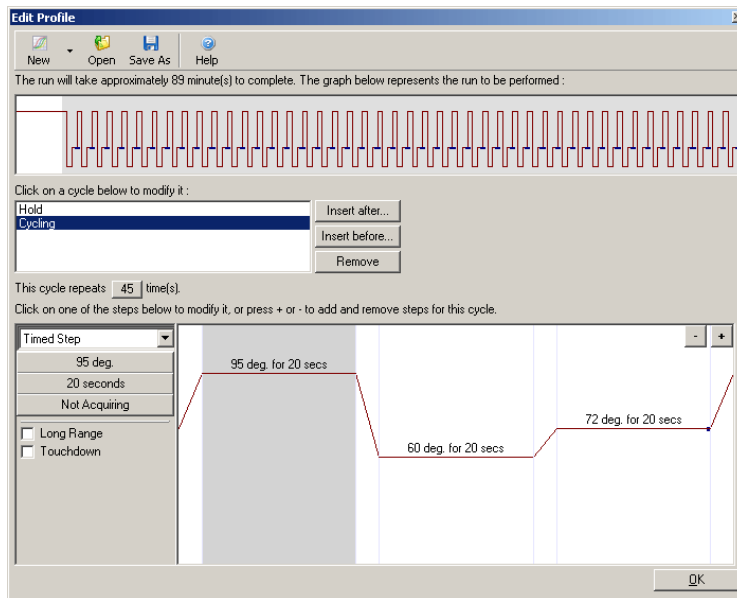 Edit Profile
New Open Save As Help
The run will take approximately 89 minute(s) to complete. The graph below represents the run to be performed :
Click on a cycle below to modify it :
Hold
Cycling
Insert after...
Insert before...
Remove
This cycle repeats 45 time(s).
Click on one of the steps below to modify it, or press + or - to add and remove steps for this cycle.
Timed Step
95 deg.
20 seconds
Not Acquiring
Long Range
Touchdown
95 deg. for 20 secs
60 deg. for 20 secs
72 deg. for 20 secs
- +
OK